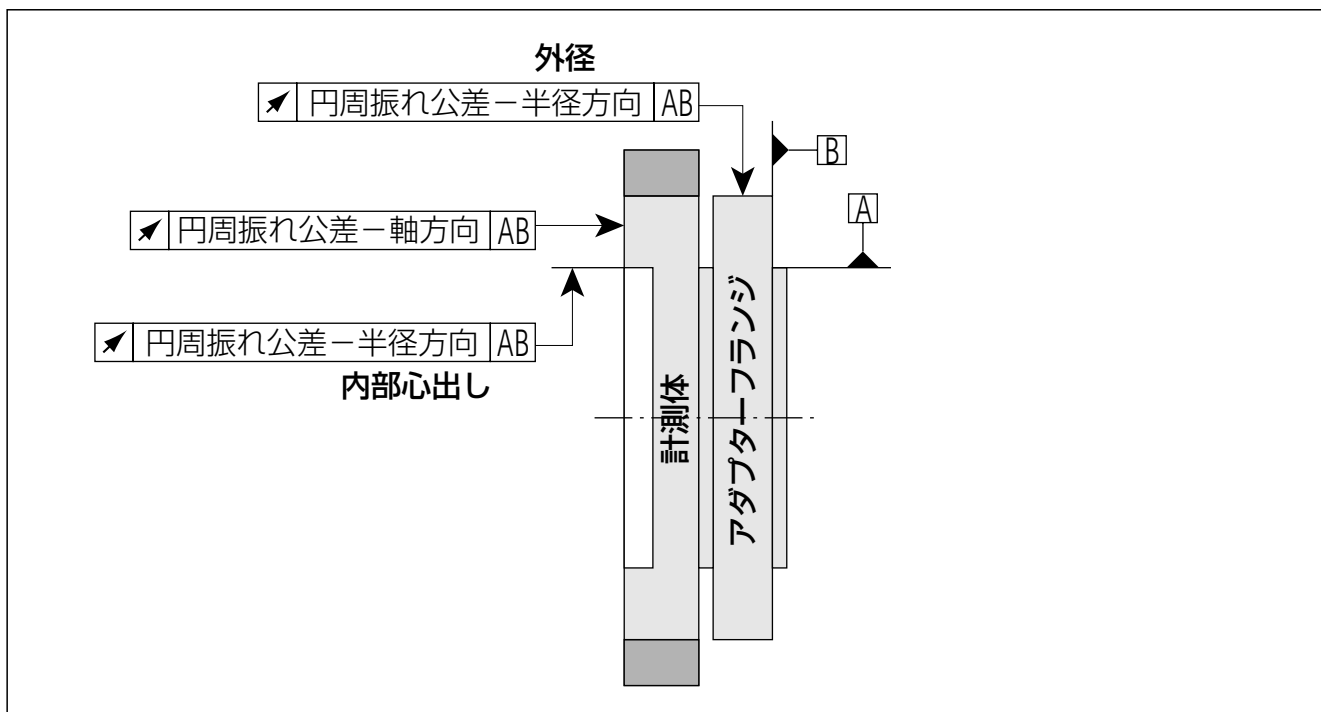 外径
円周振れ公差－半径方向 AB
B
A
円周振れ公差－軸方向 AB
円周振れ公差－半径方向 AB
内部心出し
計測体
アダプターフランジ